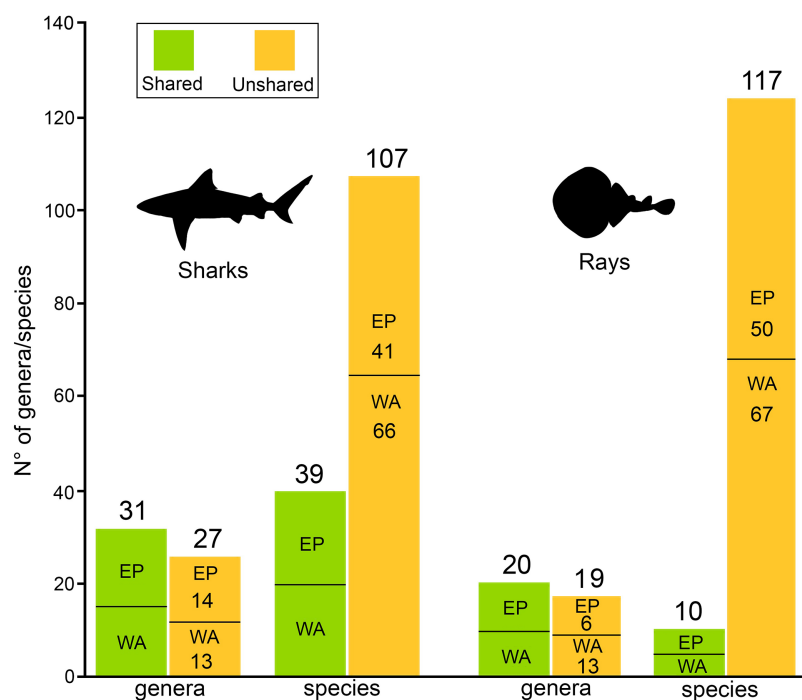 140
120
100
80
60
40
20
0
N° of genera/species
Shared
Unshared
Sharks
Rays
31
EP
WA
27
EP
14
WA
13
39
EP
WA
107
EP
41
WA
66
20
EP
WA
19
EP
6
WA
13
10
EP
WA
117
EP
50
WA
67
genera
species
genera
species